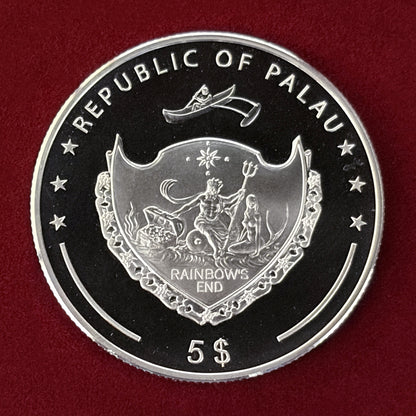 REPUBLIC OF PALAU
RAINBOW'S
END
5$